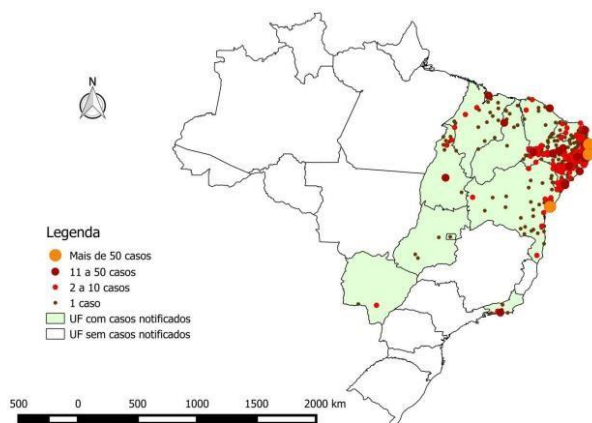 N
Legenda
Mais de 50 casos
11 a 50 casos
2 a 10 casos
1 caso
UF com casos notificados
UF sem casos notificados
500 0 500 1000 1500 2000 km